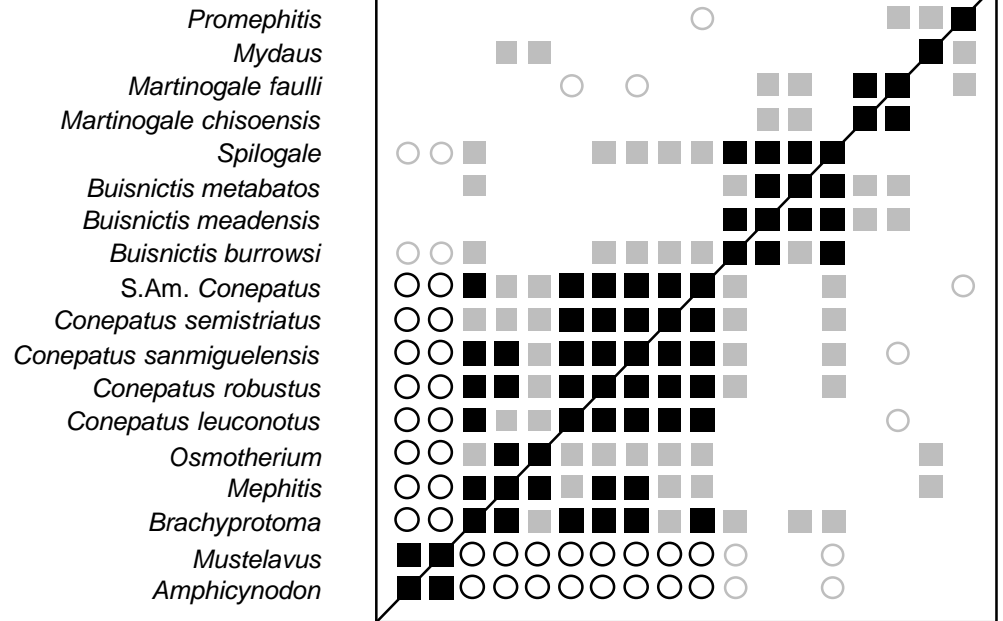 Promephitis
Mydaus
Martinogale faulli
Martinogale chisoensis
Spilogale
Buisnictis metabatos
Buisnictis meadensis
Buisnictis burrowsi
S.Am. Conepatus
Conepatus semistriatus
Conepatus sanmiguelensis
Conepatus robustus
Conepatus leuconotus
Osmotherium
Mephitis
Brachyprotoma
Mustelavus
Amphicynodon